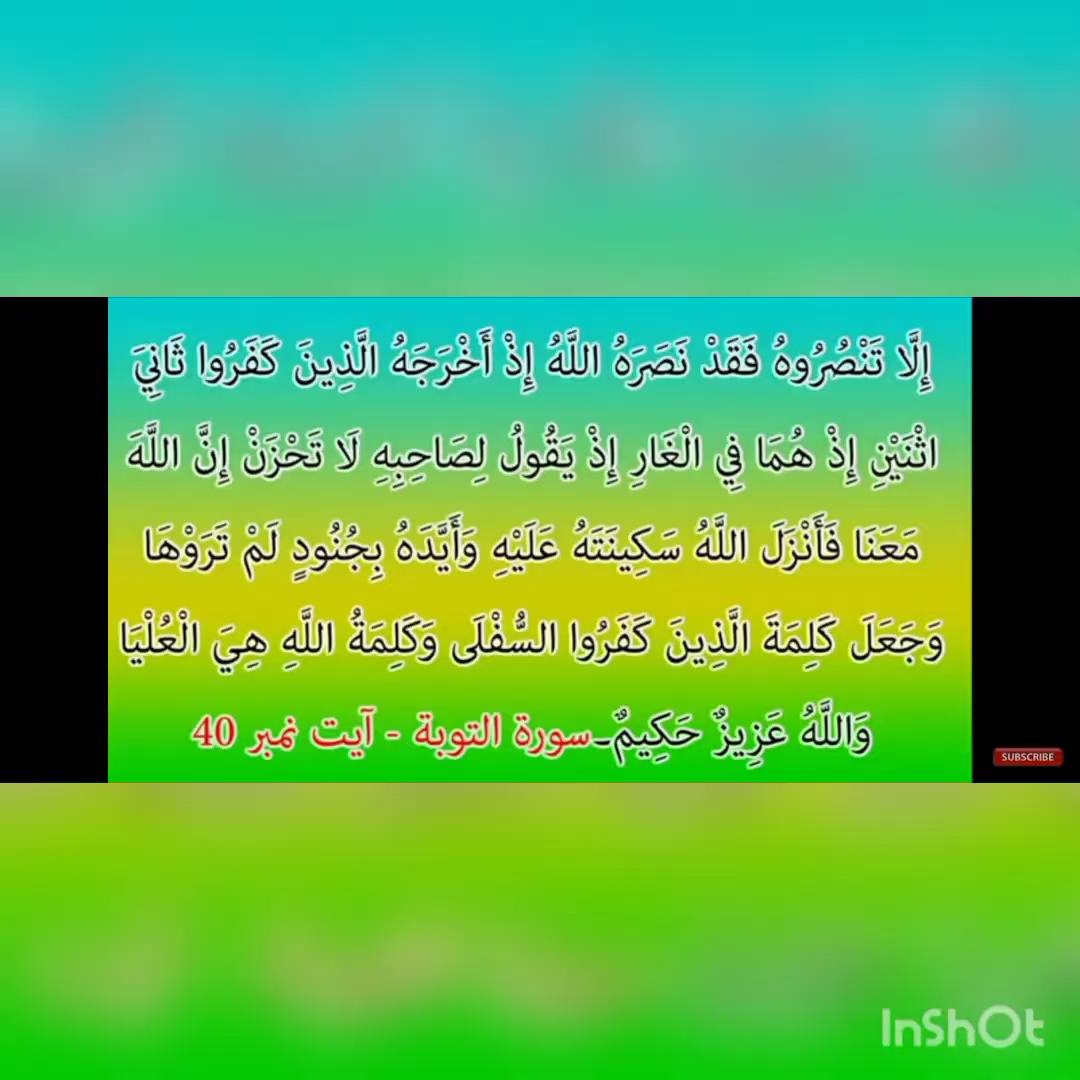 إِلَّا تَنْصُرُوهُ فَقَدْ نَصَرَهُ اللَّهُ إِذْ أَخْرَجَهُ الَّذِينَ كَفَرُوا ثَانِيَ
اثْنَيْنِ إِذْ هُمَا فِي الْغَارِ إِذْ يَقُولُ لِصَاحِبِهِ لَا تَحْزَنْ إِنَّ اللَّهَ
مَعَنَا فَأَنْزَلَ اللَّهُ سَكِينَتَهُ عَلَيْهِ وَأَيَّدَهُ بِجُنُودٍ لَمْ تَرَوْهَا
وَجَعَلَ كَلِمَةَ الَّذِينَ كَفَرُوا السُّفْلَى وَكَلِمَةُ اللَّهِ هِيَ الْعُلْيَا
وَاللَّهُ عَزِيزٌ حَكِيمٌ۔سورة التوبة - آيت نمبر 40
SUBSCRIBE
InShOt